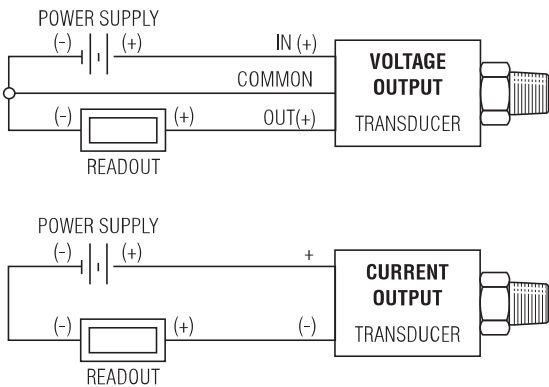 POWER SUPPLY
(-) (+) IN (+)
COMMON
(-) (+) OUT(+)
READOUT
VOLTAGE
OUTPUT
TRANSDUCER
POWER SUPPLY
(-) (+) +
(-) (+) (-)
READOUT
CURRENT
OUTPUT
TRANSDUCER